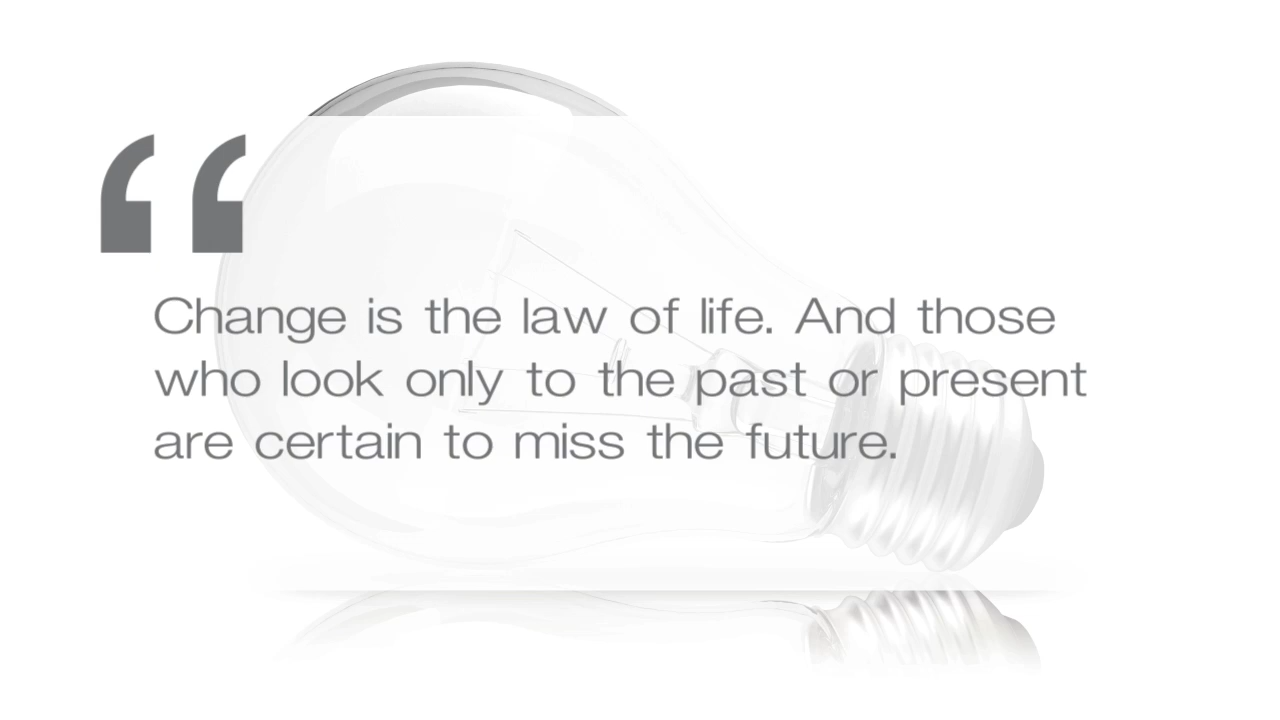 “
Change is the law of life. And those
who look only to the past or present
are certain to miss the future.